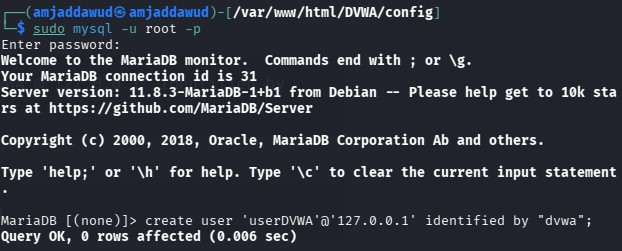 ┌──(amjaddawud㉿amjaddawud)-[/var/www/html/DVWA/config]
└─$ sudo mysql -u root -p
Enter password:
Welcome to the MariaDB monitor.  Commands end with ; or \g.
Your MariaDB connection id is 31
Server version: 11.8.3-MariaDB-1+b1 from Debian -- Please help get to 10k sta
rs at https://github.com/MariaDB/Server

Copyright (c) 2000, 2018, Oracle, MariaDB Corporation Ab and others.

Type 'help;' or '\h' for help. Type '\c' to clear the current input statement
.

MariaDB [(none)]> create user 'userDVWA'@'127.0.0.1' identified by "dvwa";
Query OK, 0 rows affected (0.006 sec)